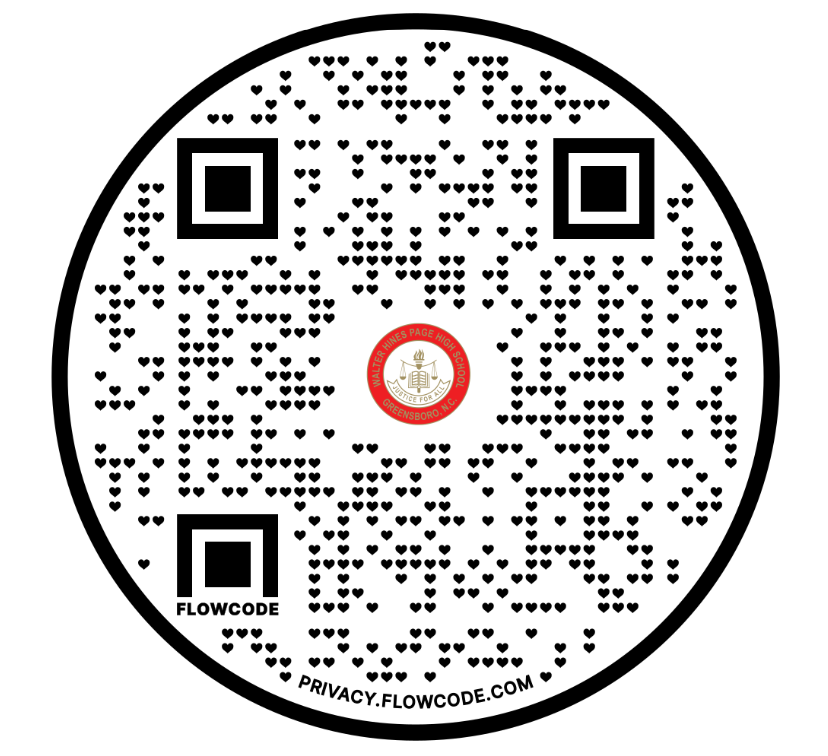 WALTER HINES PAGE HIGH SCHOOL
JUSTICE FOR ALL
GREENSBORO, N.C.
FLOWCODE
PRIVACY.FLOWCODE.COM